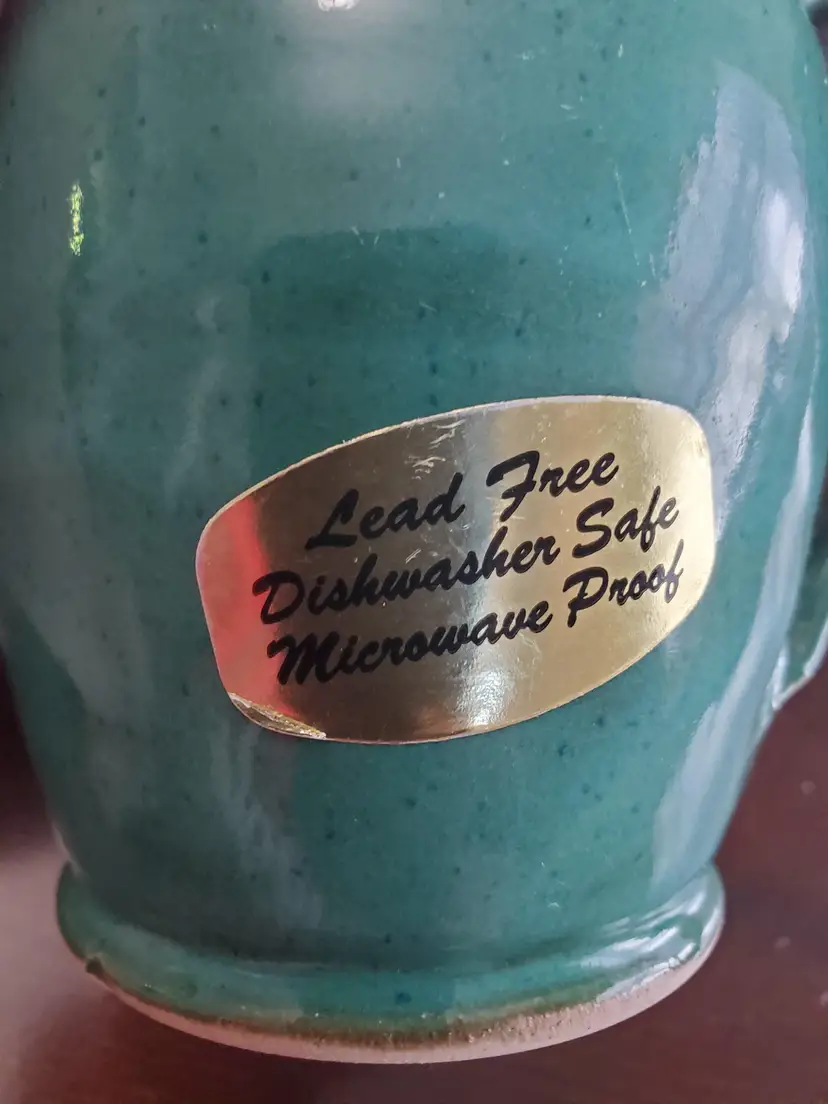 Lead Free
Dishwasher Safe
Microwave Proof